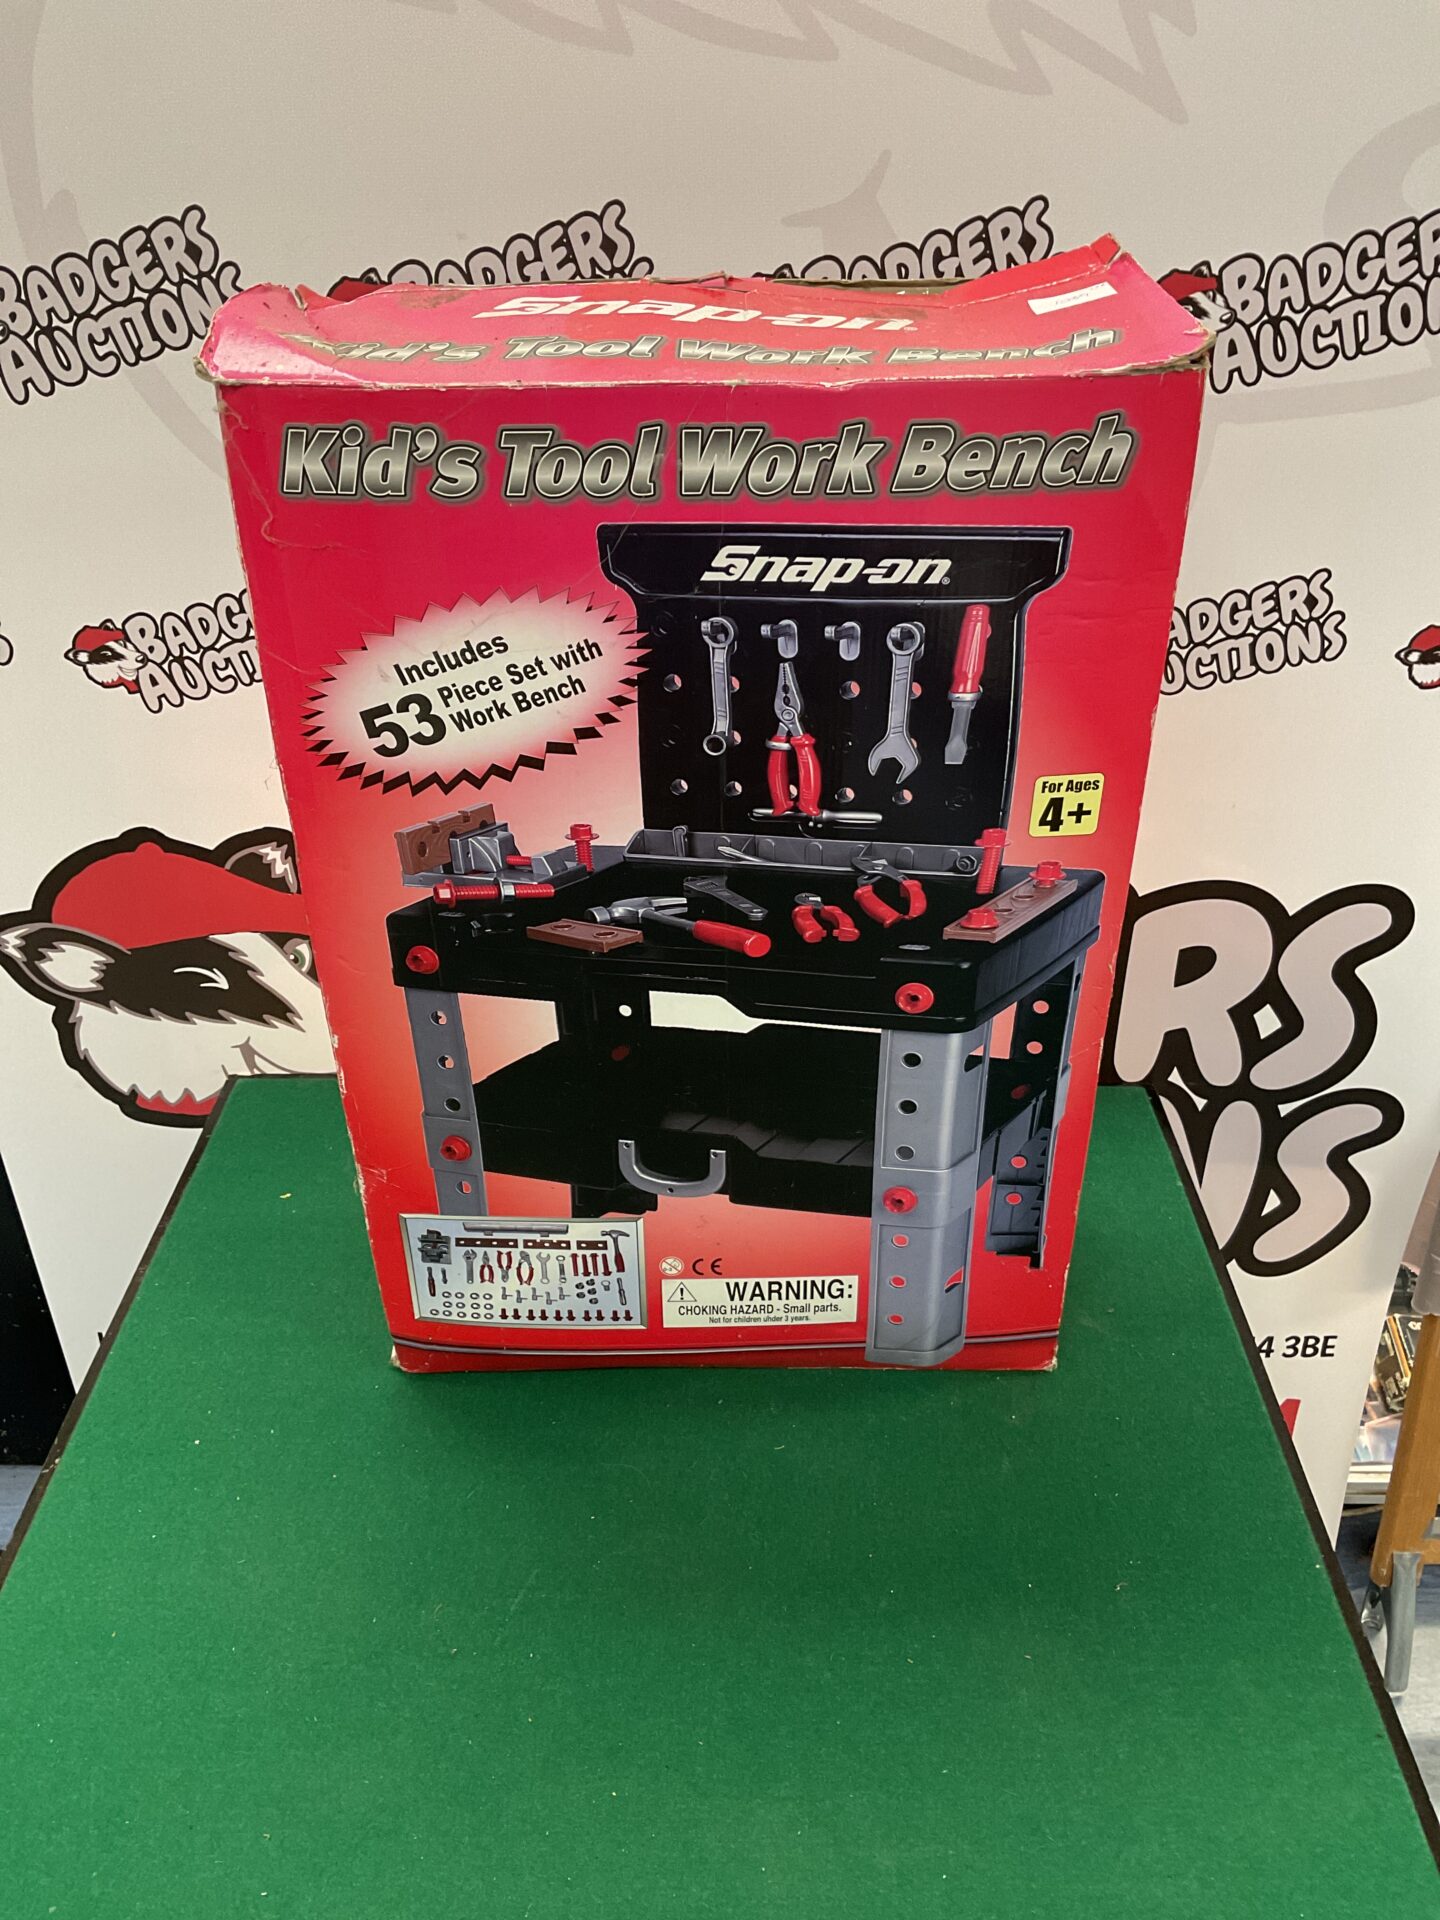 BADGERS
AUCTIONS
BADGERS
BADGERS
BADGERS
AUCTIONS
Snap-on
Kid's Tool Work Bench
Kid's Tool Work Bench
Snap-on
Includes
53 Piece Set with
Work Bench
For Ages
4+
BADGERS
AUCTIONS
BADGERS
AUCTIONS
CE
WARNING:
CHOKING HAZARD - Small parts.
Not for children under 3 years.
4 3BE